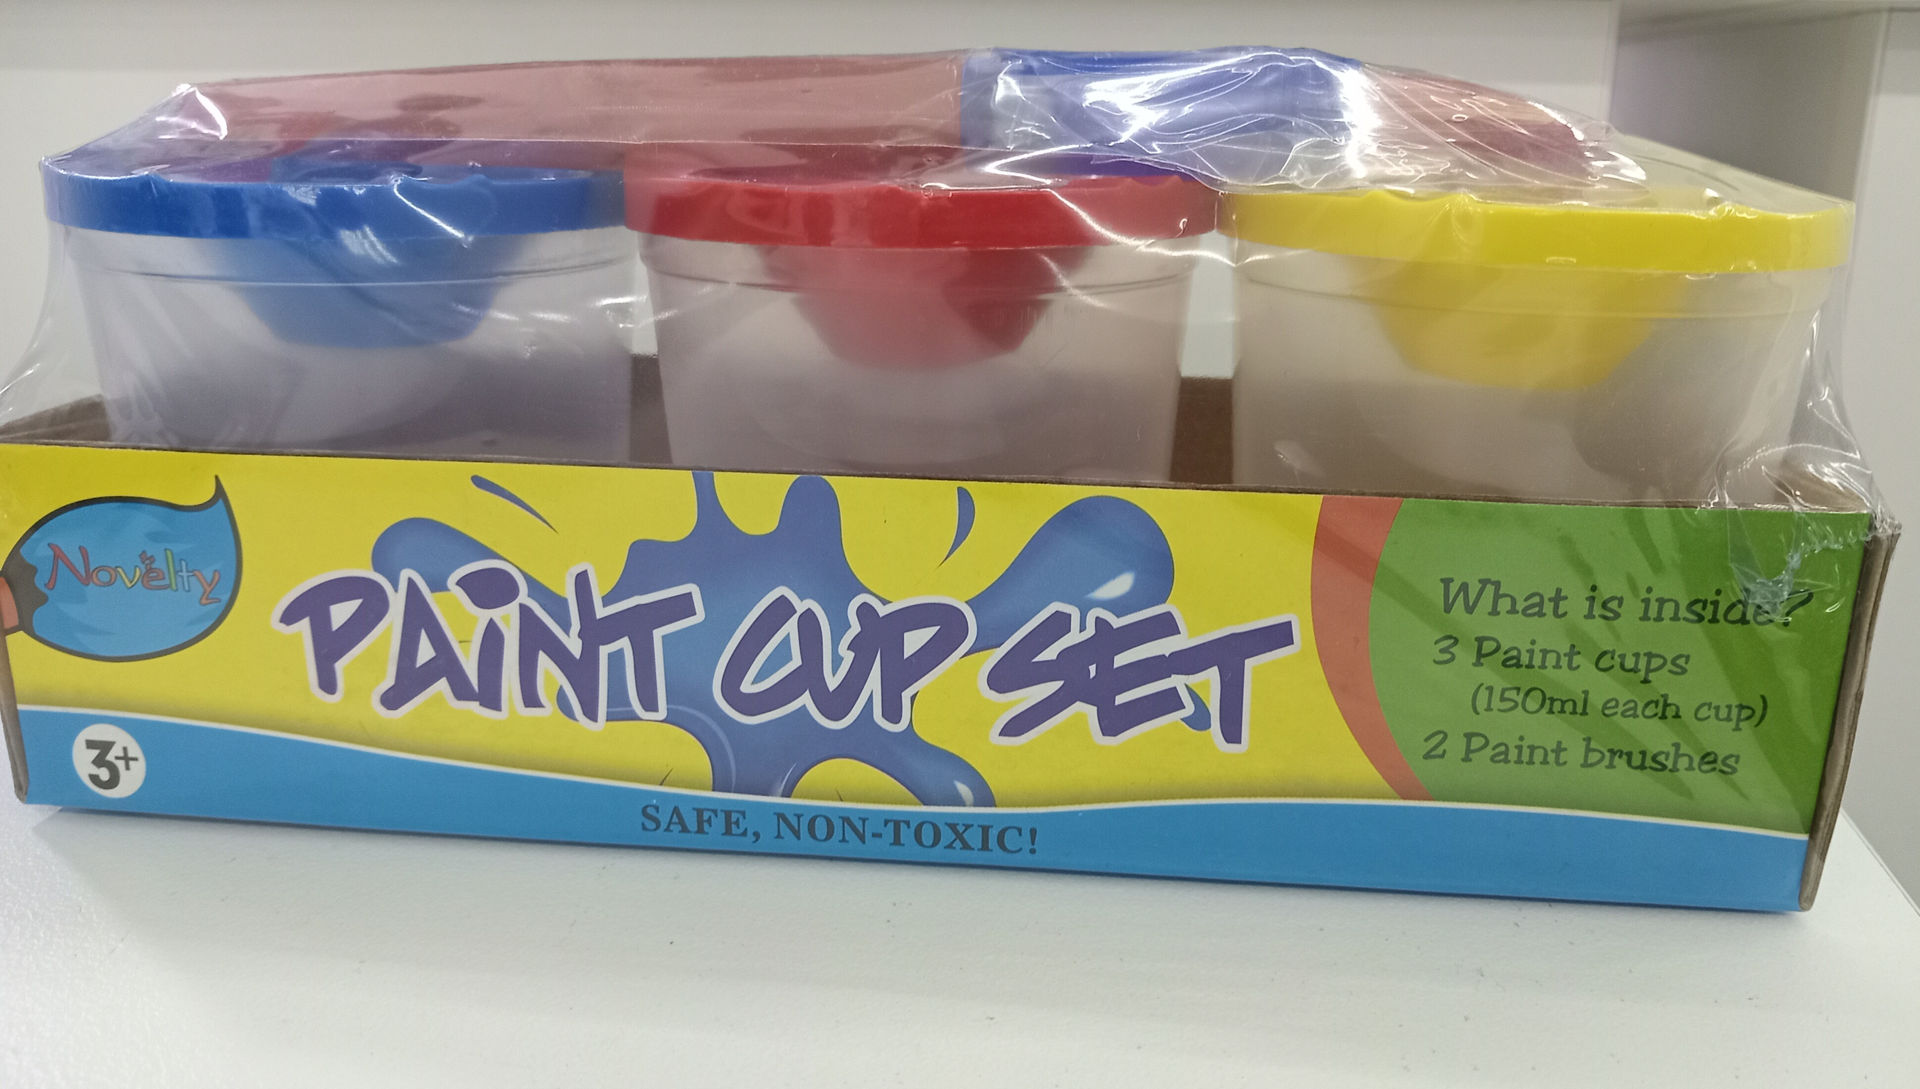 Novelty
PAiNT CUP SET
What is inside?
3 Paint cups
(150ml each cup)
2 Paint brushes
3+
SAFE, NON-TOXIC!